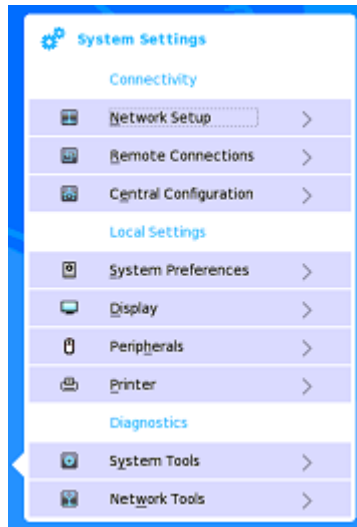 System Settings
Connectivity
Network Setup
Remote Connections
Central Configuration
Local Settings
System Preferences
Display
Peripherals
Printer
Diagnostics
System Tools
Network Tools